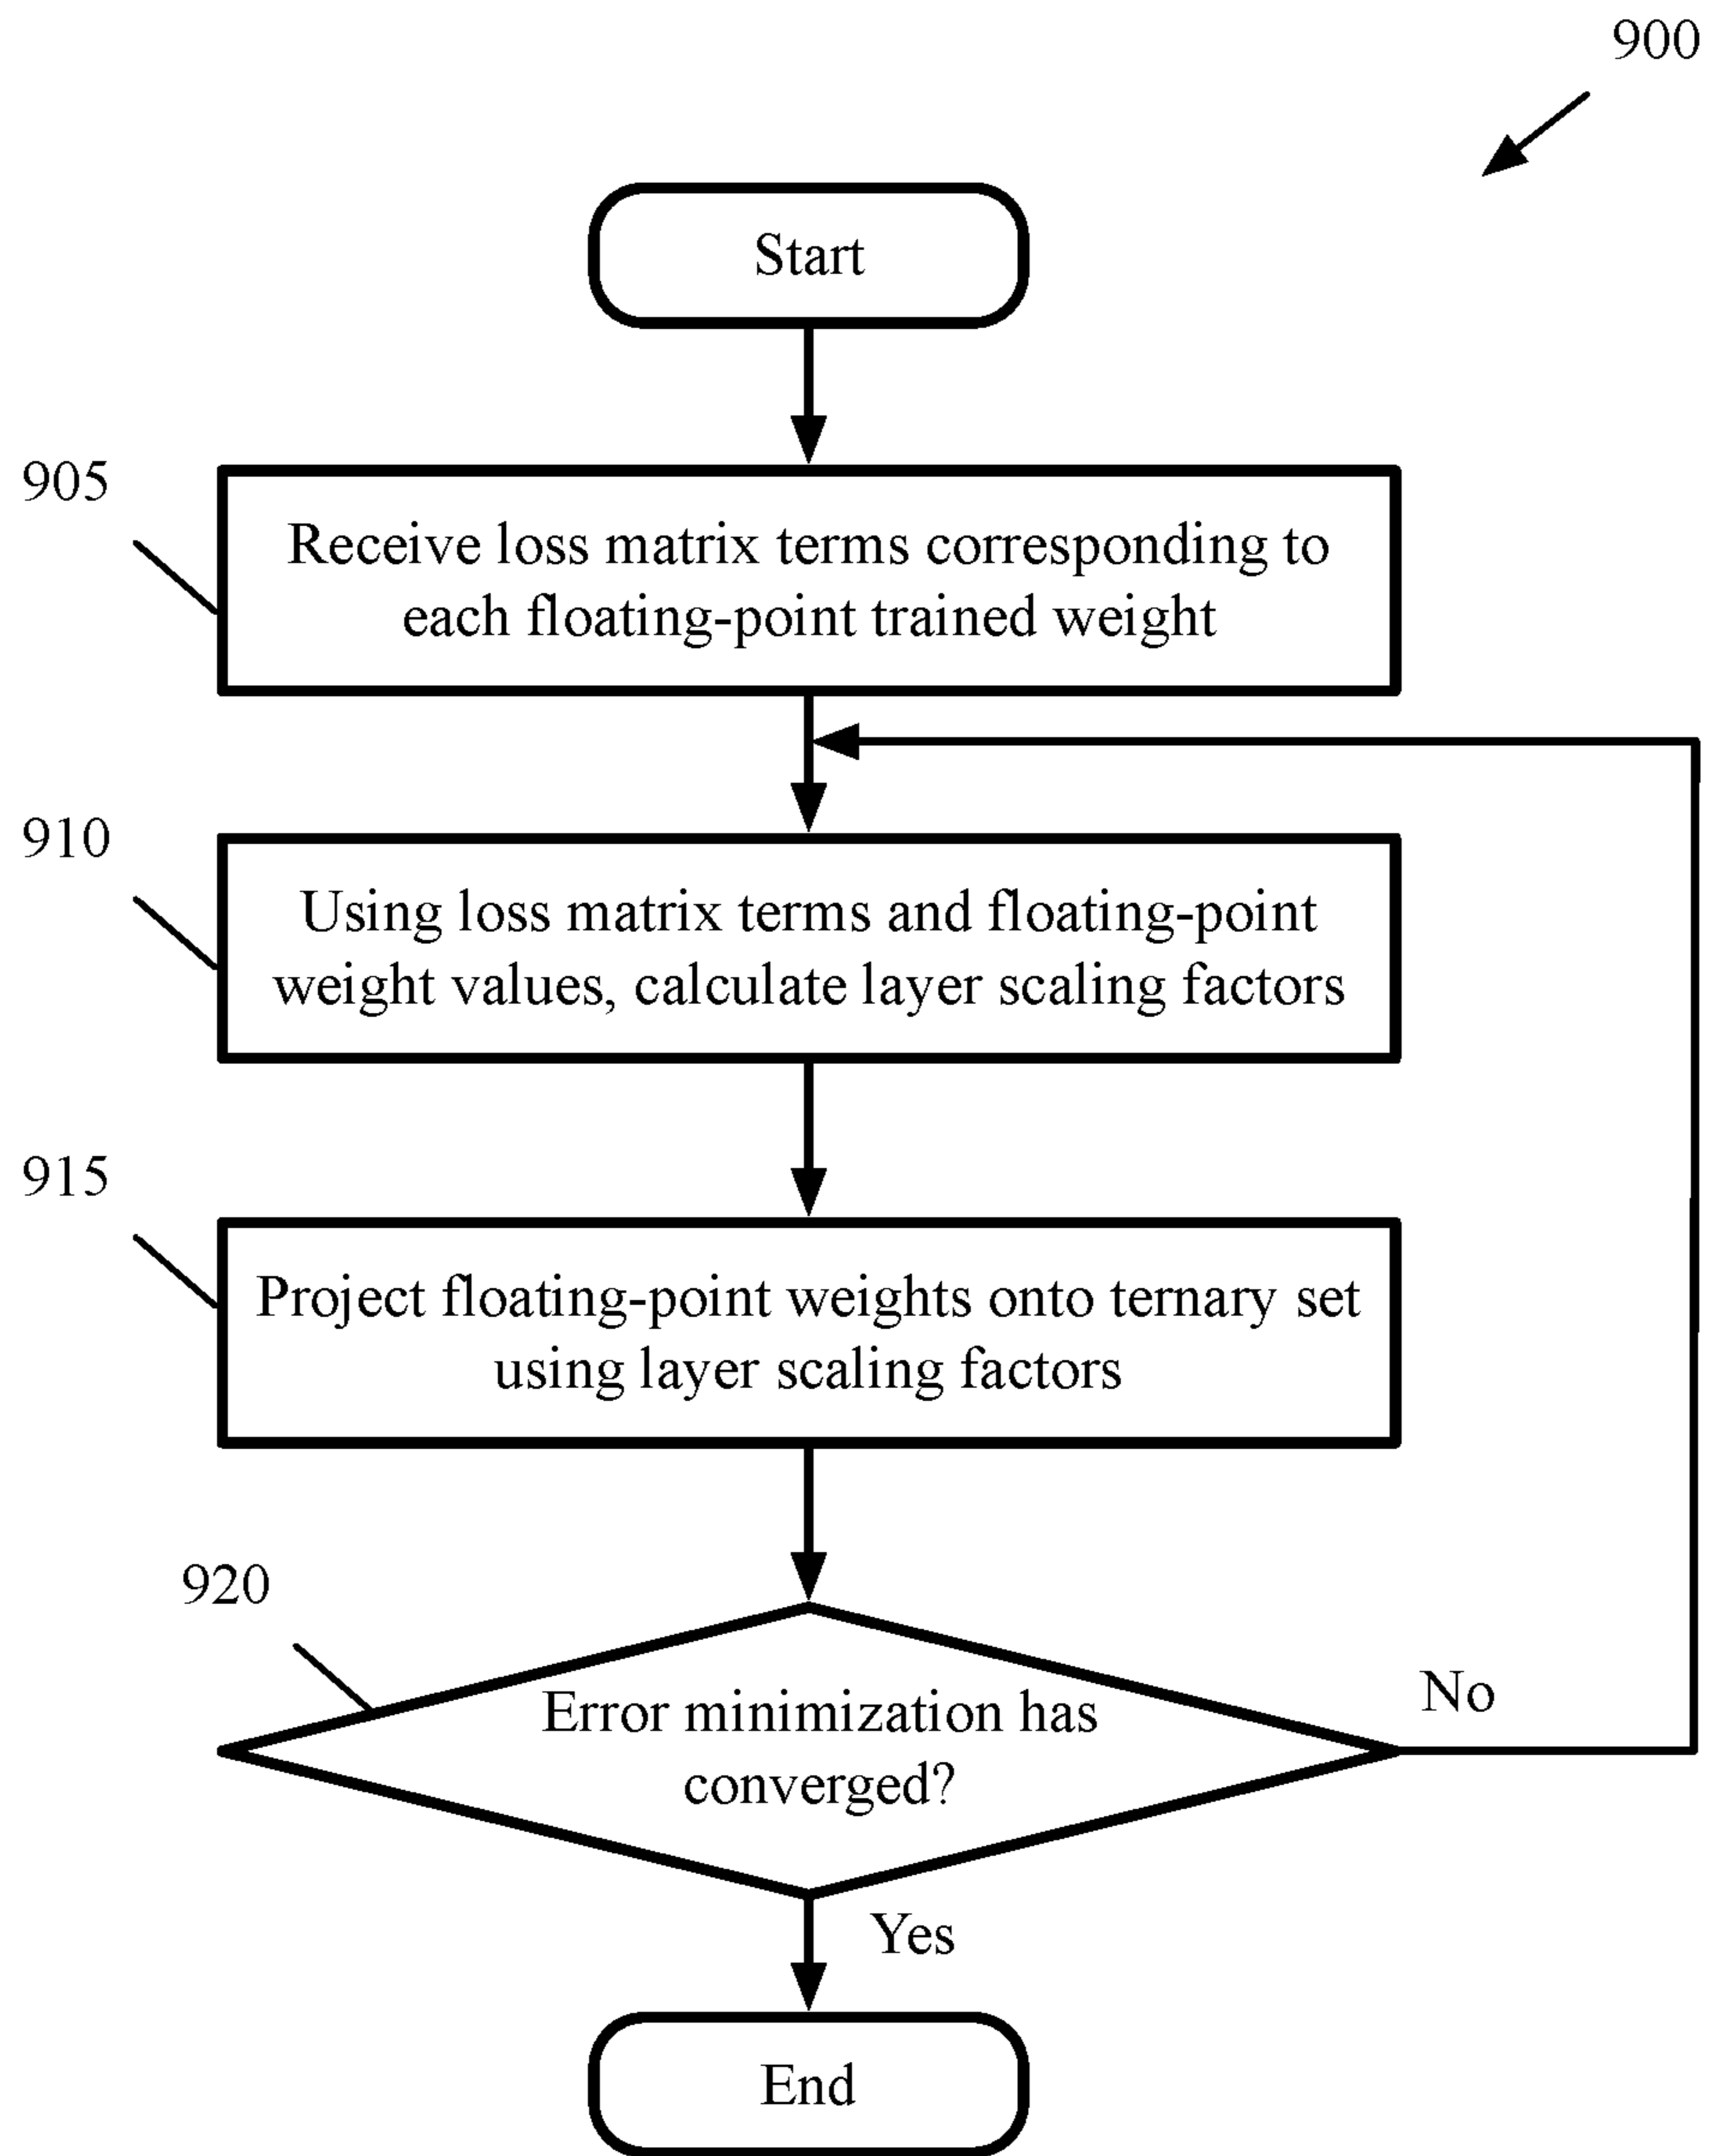 900
Start
905
Receive loss matrix terms corresponding to
each floating-point trained weight
910
Using loss matrix terms and floating-point
weight values, calculate layer scaling factors
915
Project floating-point weights onto ternary set
using layer scaling factors
920
Error minimization has
converged?
No
Yes
End